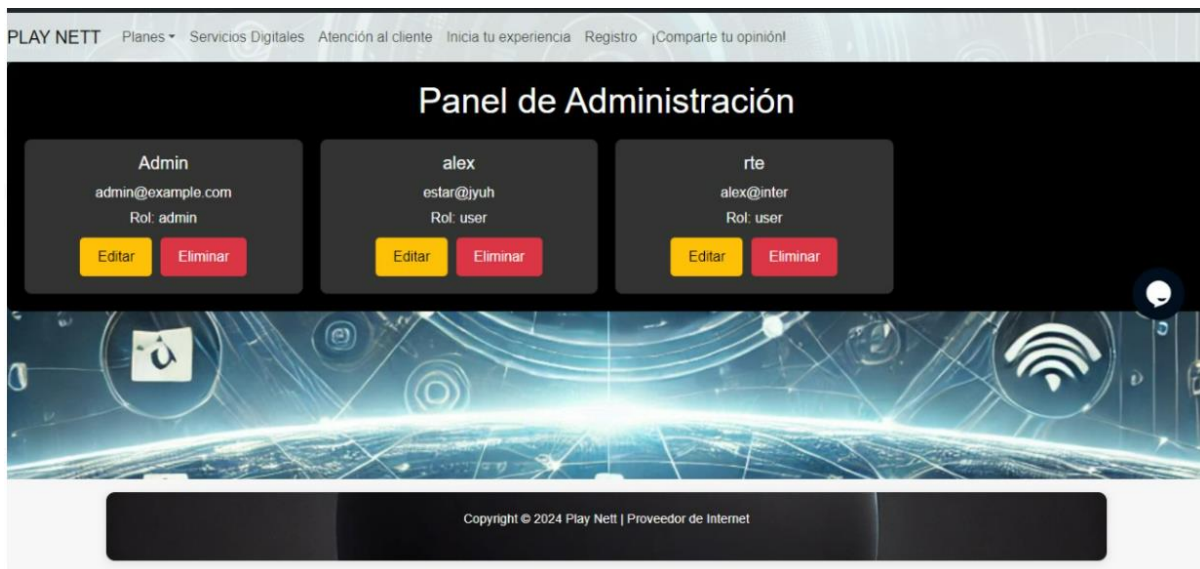 PLAY NETT Planes Servicios Digitales Atención al cliente Inicia tu experiencia Registro ¡Comparte tu opinión!
Panel de Administración
Admin
admin@example.com
Rol: admin
Editar Eliminar
alex
estar@jyuh
Rol: user
Editar Eliminar
rte
alex@inter
Rol: user
Editar Eliminar
Copyright © 2024 Play Nett | Proveedor de Internet